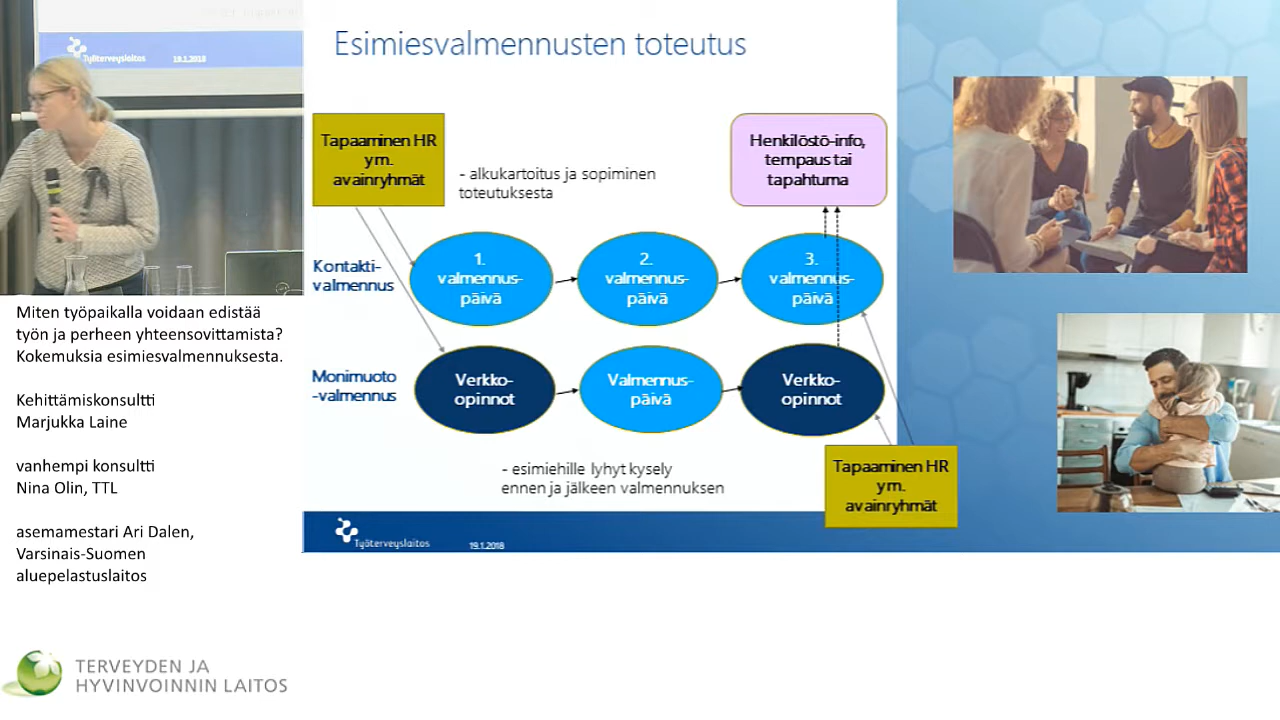 Työterveyslaitos
19.1.2018
Miten työpaikalla voidaan edistää
työn ja perheen yhteensovittamista?
Kokemuksia esimiesvalmennuksesta.
Kehittämiskonsultti
Marjukka Laine
vanhempi konsultti
Nina Olin, TTL
asemamestari Ari Dalen,
Varsinais-Suomen
aluepelastuslaitos
TERVEYDEN JA
HYVINVOINNIN LAITOS
Esimiesvalmennusten toteutus
Tapaaminen HR
ym.
avainryhmät
- alkukartoitus ja sopiminen
toteutuksesta
Henkilöstö-info,
tempaus tai
tapahtuma
Kontakti-
valmennus
1.
valmennus-
päivä
2.
valmennus-
päivä
3.
valmennus-
päivä
Monimuoto
-valmennus
Verkko-
opinnot
Valmennus-
päivä
Verkko-
opinnot
- esimiehille lyhyt kysely
ennen ja jälkeen valmennuksen
Tapaaminen HR
ym.
avainryhmät
Työterveyslaitos
19.1.2018